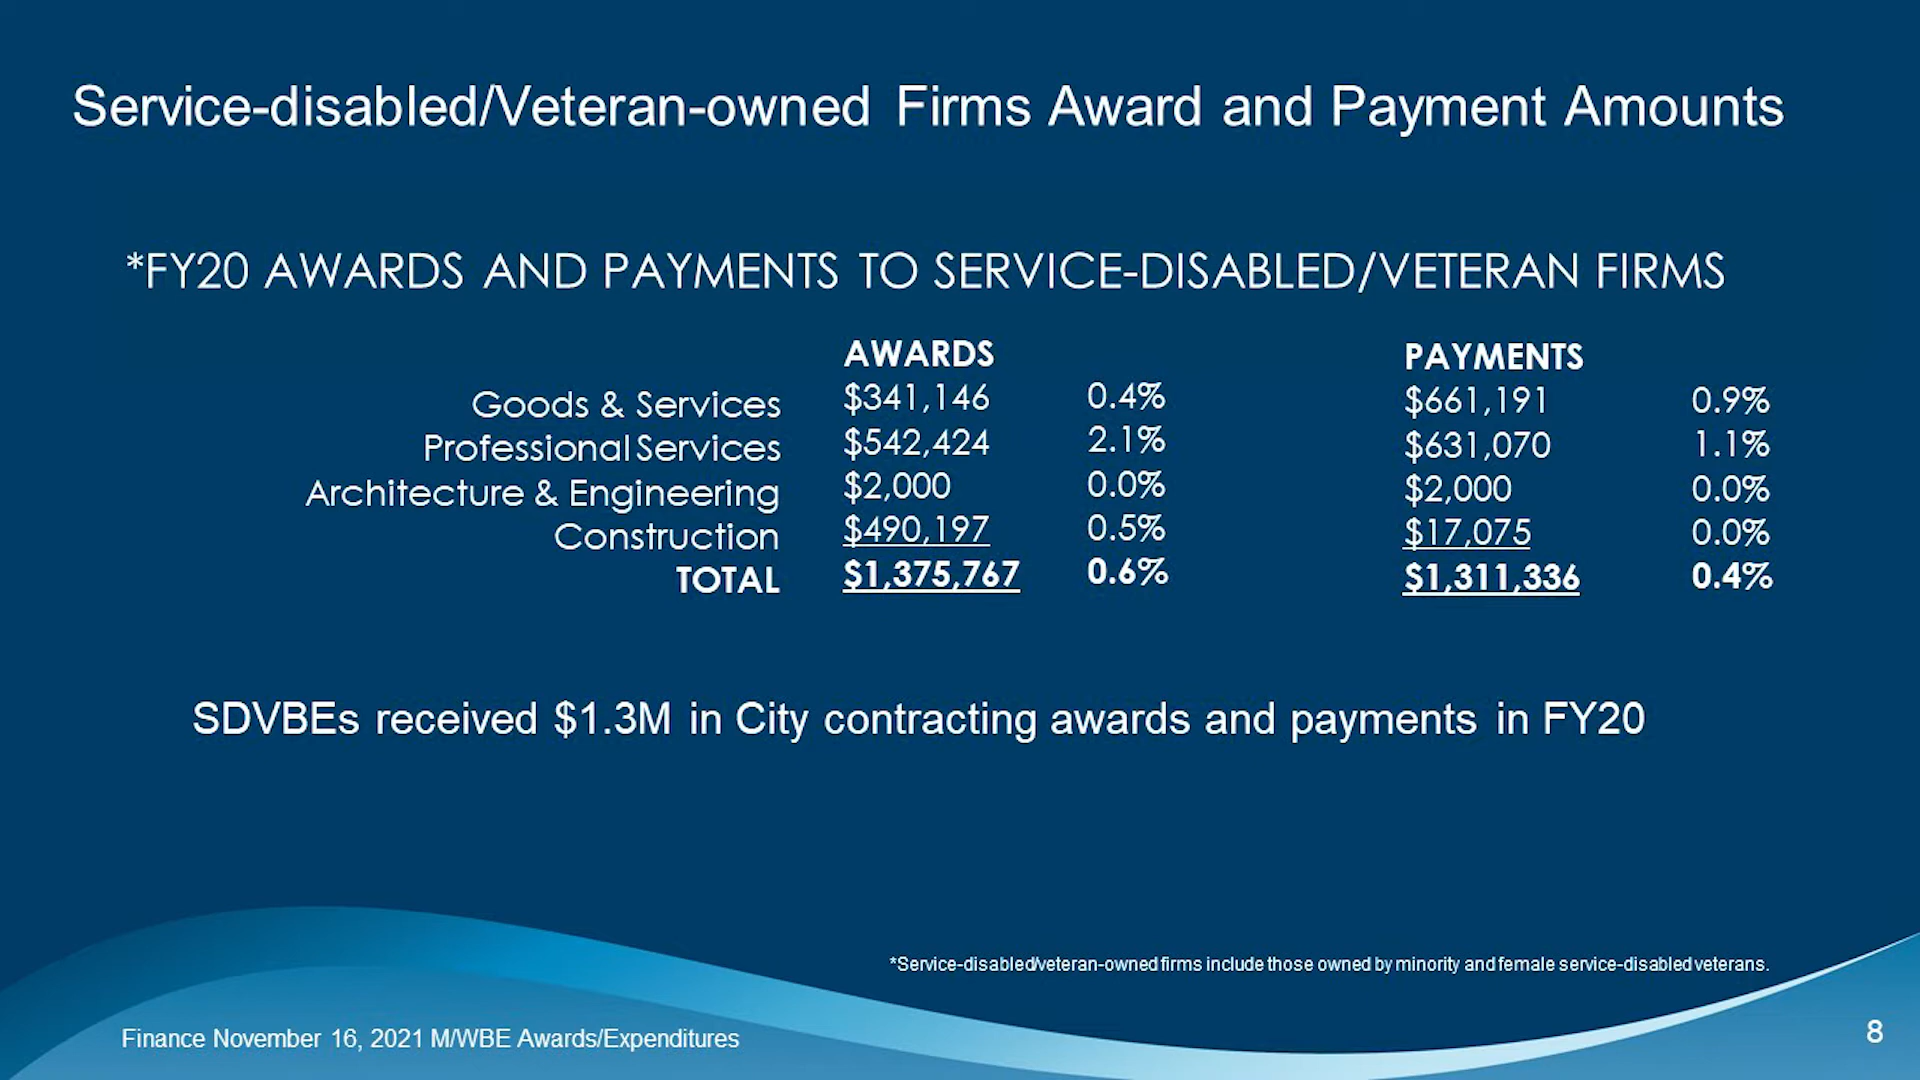 Service-disabled/Veteran-owned Firms Award and Payment Amounts
*FY20 AWARDS AND PAYMENTS TO SERVICE-DISABLED/VETERAN FIRMS
AWARDS PAYMENTS
Goods & Services $341,146 0.4% $661,191 0.9%
Professional Services $542,424 2.1% $631,070 1.1%
Architecture & Engineering $2,000 0.0% $2,000 0.0%
Construction $490,197 0.5% $17,075 0.0%
TOTAL $1,375,767 0.6% $1,311,336 0.4%
SDVBEs received $1.3M in City contracting awards and payments in FY20
*Service-disabled/veteran-owned firms include those owned by minority and female service-disabled veterans.
Finance November 16, 2021 M/WBE Awards/Expenditures 8